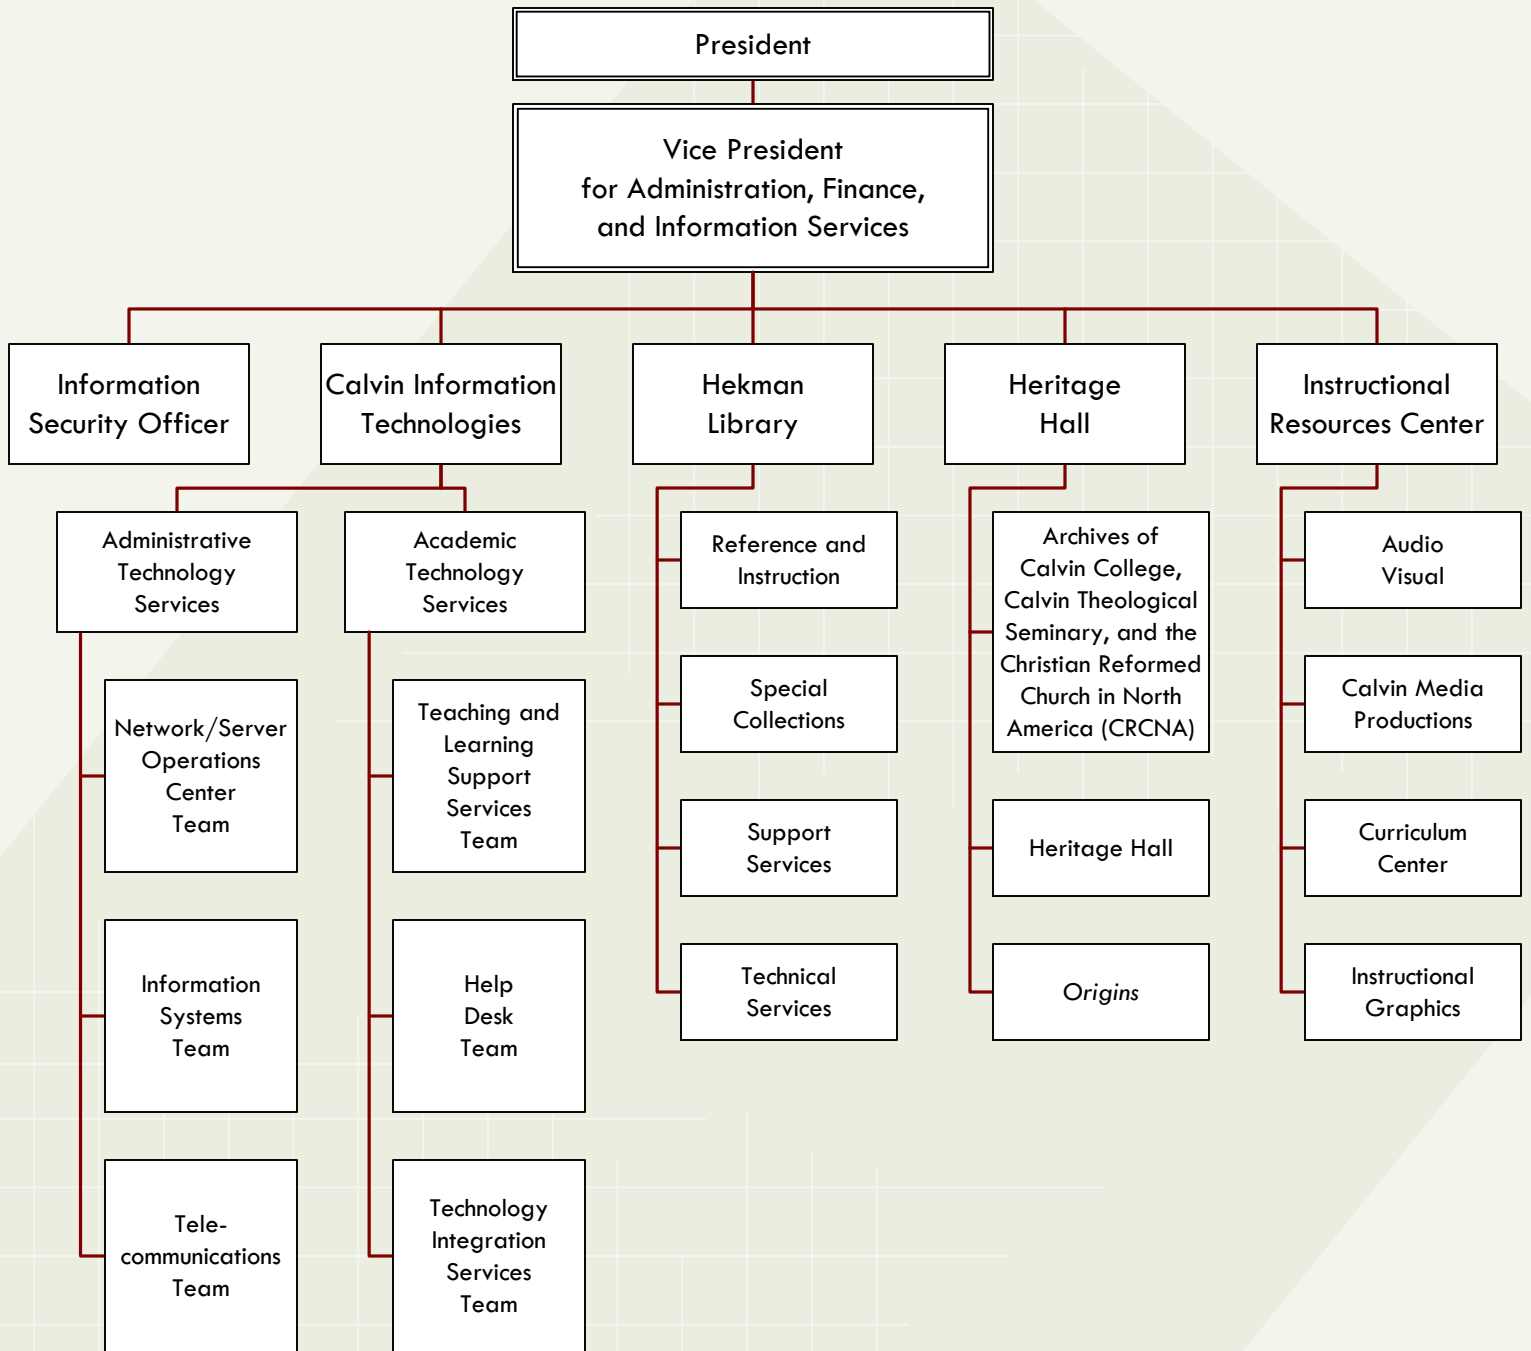 President
Vice President
for Administration, Finance,
and Information Services
Information
Security Officer
Calvin Information
Technologies
Hekman
Library
Heritage
Hall
Instructional
Resources Center
Administrative
Technology
Services
Network/Server
Operations
Center
Team
Information
Systems
Team
Tele-
communications
Team
Academic
Technology
Services
Teaching and
Learning
Support
Services
Team
Help
Desk
Team
Technology
Integration
Services
Team
Reference and
Instruction
Special
Collections
Support
Services
Technical
Services
Archives of
Calvin College,
Calvin Theological
Seminary, and the
Christian Reformed
Church in North
America (CRCNA)
Heritage Hall
Origins
Audio
Visual
Calvin Media
Productions
Curriculum
Center
Instructional
Graphics